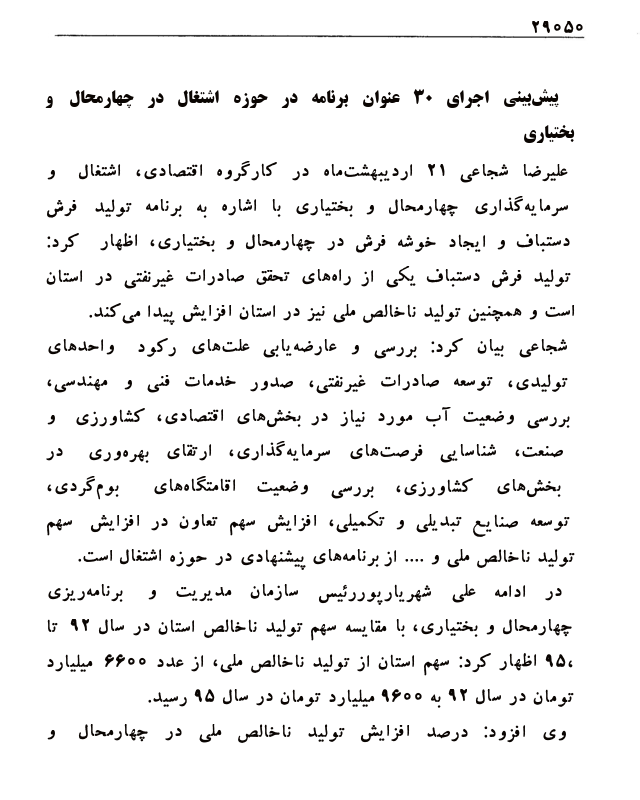 ۲۹۰۵۰
پیش‌بینی اجرای ۳۰ عنوان برنامه در حوزه اشتغال در چهارمحال و
بختیاری
علیرضا شجاعی ۲۱ اردیبهشت‌ماه در کارگروه اقتصادی، اشتغال و
سرمایه‌گذاری چهارمحال و بختیاری با اشاره به برنامه تولید فرش
دستباف و ایجاد خوشه فرش در چهارمحال و بختیاری، اظهار کرد:
تولید فرش دستباف یکی از راه‌های تحقق صادرات غیرنفتی در استان
است و همچنین تولید ناخالص ملی نیز در استان افزایش پیدا می‌کند.
شجاعی بیان کرد: بررسی و عارضه‌یابی علت‌های رکود واحدهای
تولیدی، توسعه صادرات غیرنفتی، صدور خدمات فنی و مهندسی،
بررسی وضعیت آب مورد نیاز در بخش‌های اقتصادی، کشاورزی و
صنعت، شناسایی فرصت‌های سرمایه‌گذاری، ارتقای بهره‌وری در
بخش‌های کشاورزی، بررسی وضعیت اقامتگاه‌های بوم‌گردی،
توسعه صنایع تبدیلی و تکمیلی، افزایش سهم تعاون در افزایش سهم
تولید ناخالص ملی و .... از برنامه‌های پیشنهادی در حوزه اشتغال است.
در ادامه علی شهریارپوررئیس سازمان مدیریت و برنامه‌ریزی
چهارمحال و بختیاری، با مقایسه سهم تولید ناخالص استان در سال ۹۲ تا
۹۵، اظهار کرد: سهم استان از تولید ناخالص ملی، از عدد ۶۶۰۰ میلیارد
تومان در سال ۹۲ به ۹۶۰۰ میلیارد تومان در سال ۹۵ رسید.
وی افزود: درصد افزایش تولید ناخالص ملی در چهارمحال و